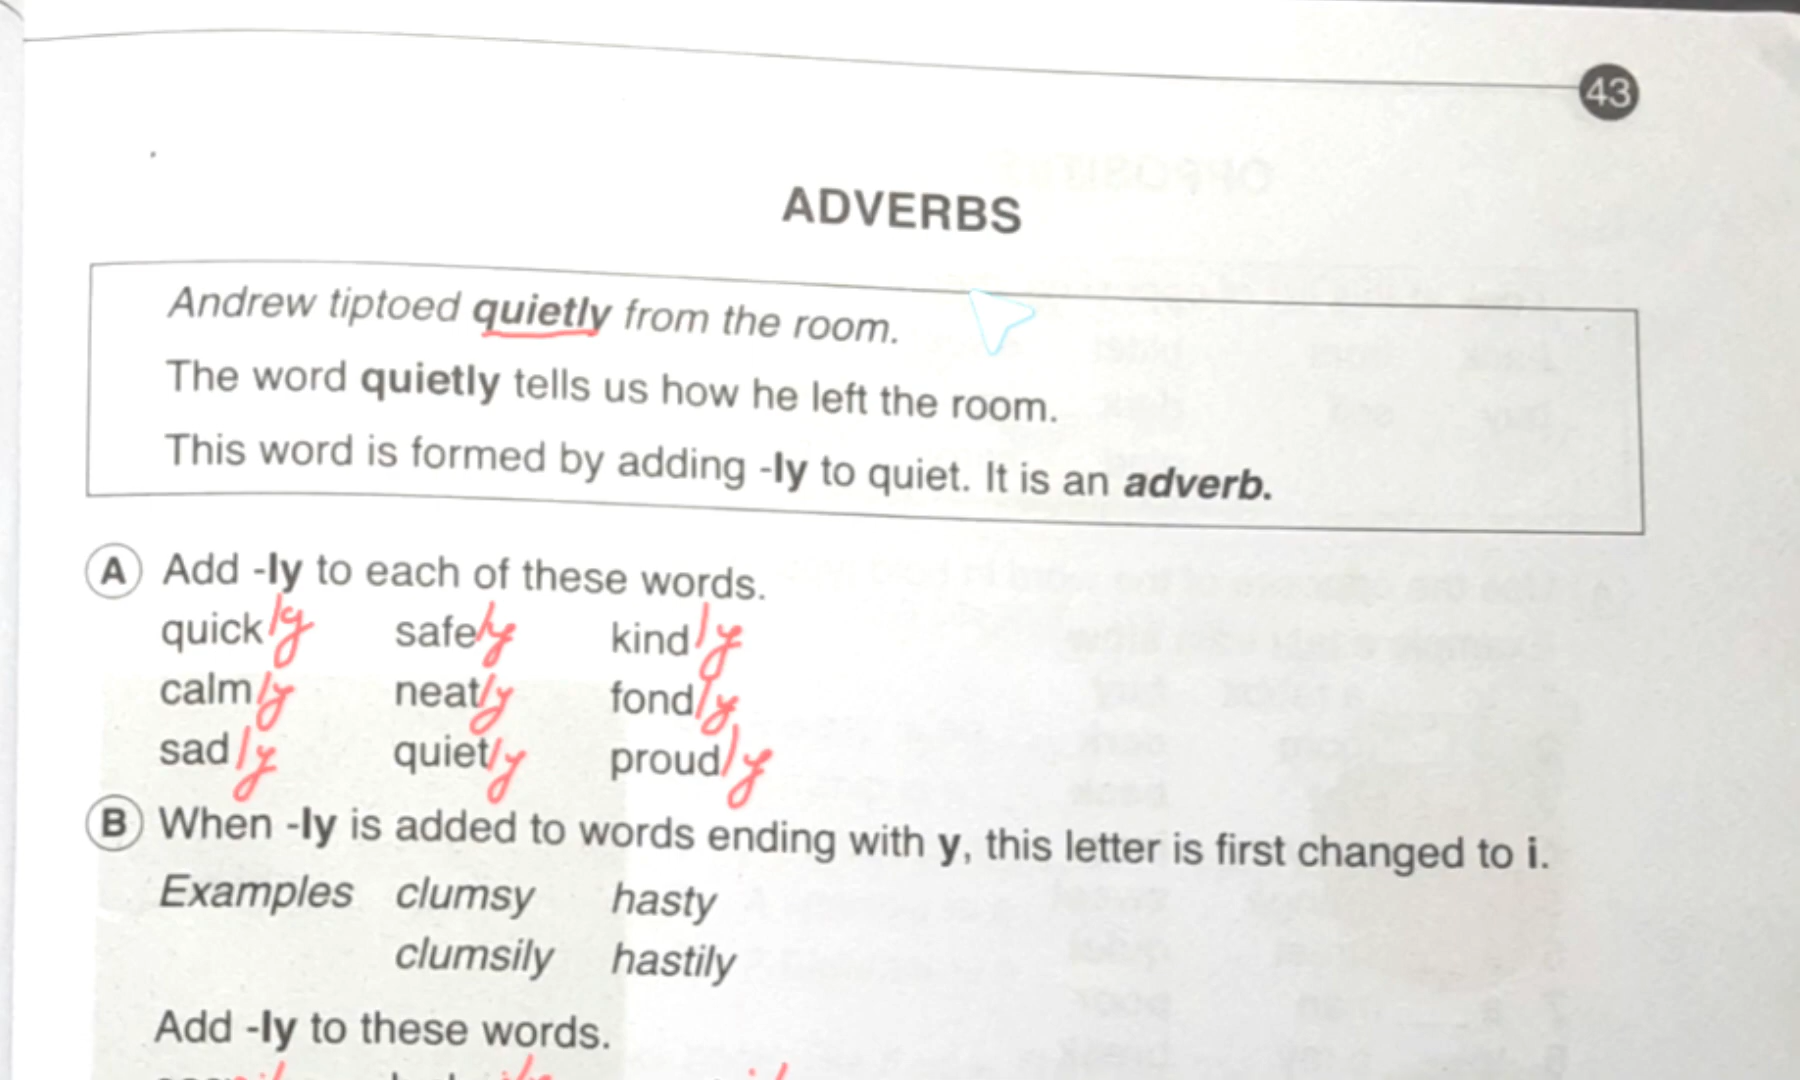 43
ADVERBS
Andrew tiptoed quietly from the room.
The word quietly tells us how he left the room.
This word is formed by adding -ly to quiet. It is an adverb.
A Add -ly to each of these words.
quickly safely kindly
calmly neatly fondly
sadly quietly proudly
B When -ly is added to words ending with y, this letter is first changed to i.
Examples clumsy hasty
clumsily hastily
Add -ly to these words.